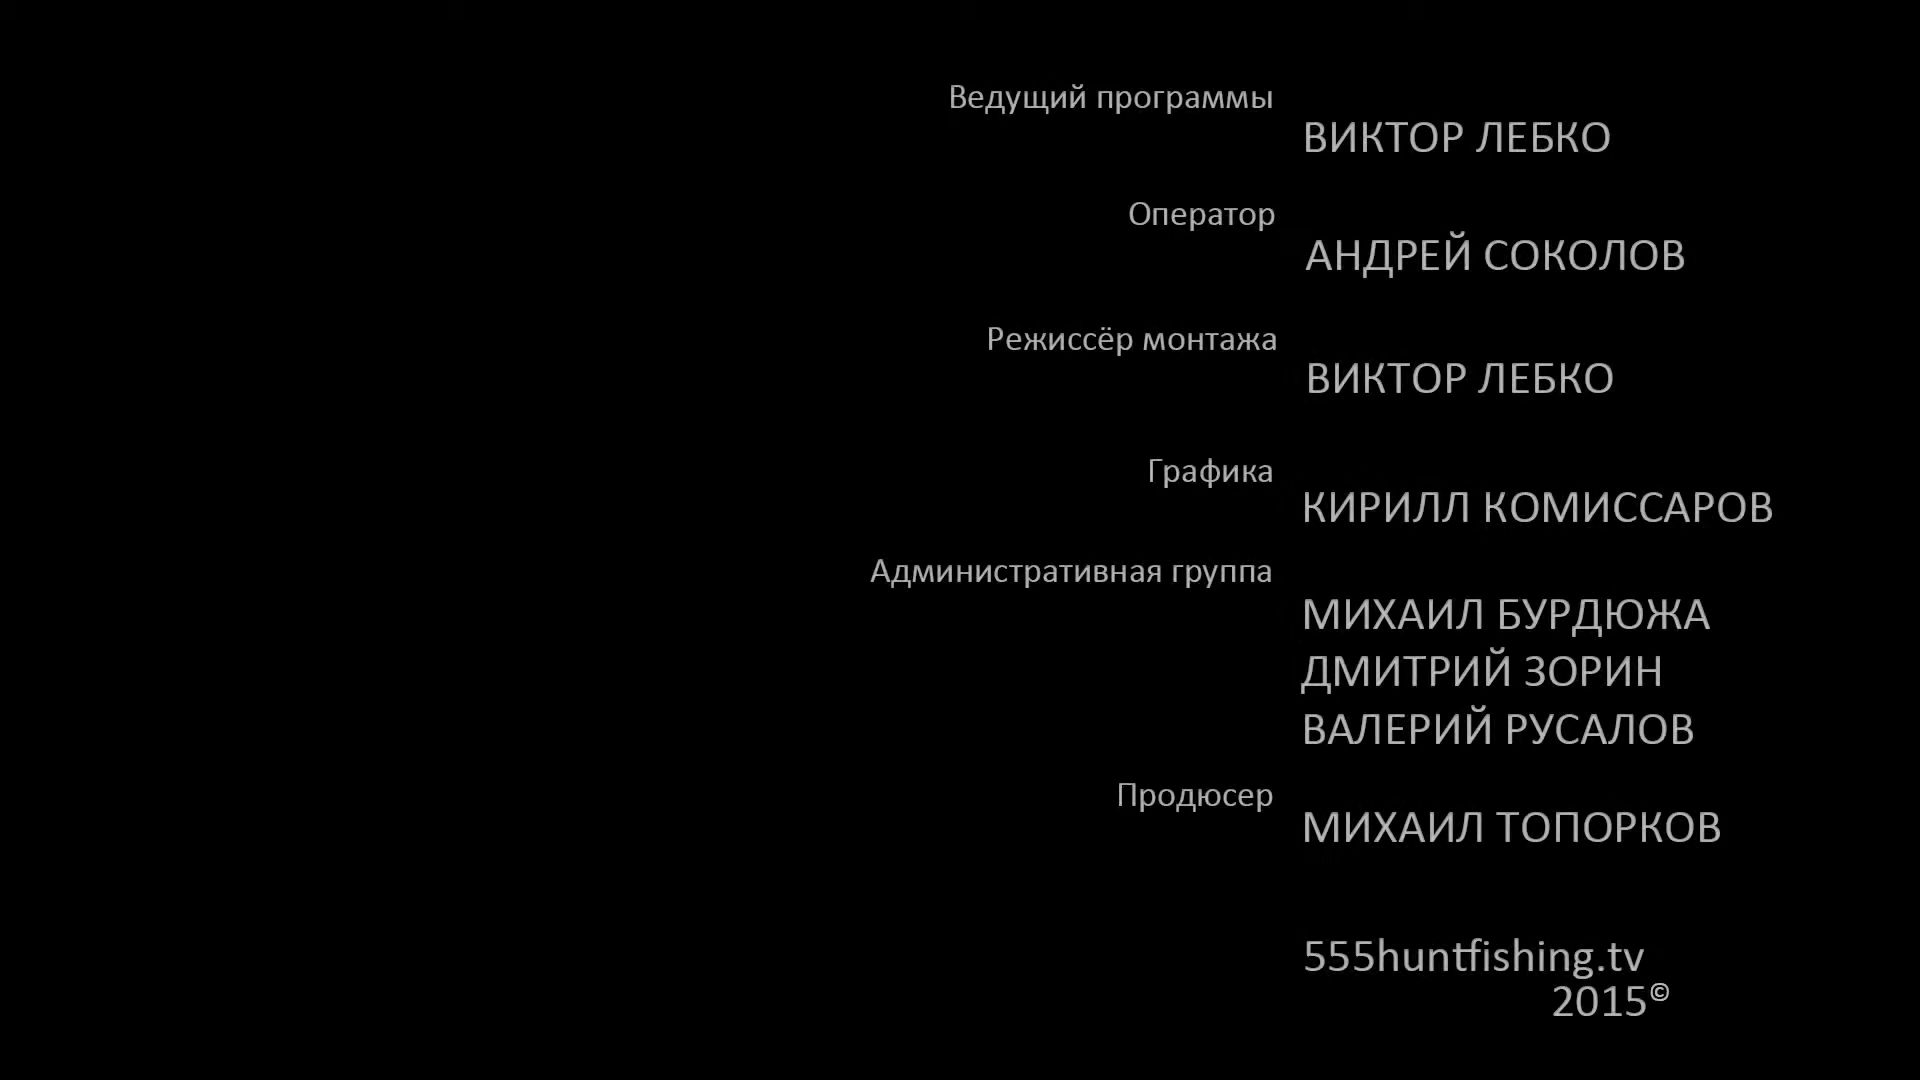 Ведущий программы
ВИКТОР ЛЕБКО
Оператор
АНДРЕЙ СОКОЛОВ
Режиссёр монтажа
ВИКТОР ЛЕБКО
Графика
КИРИЛЛ КОМИССАРОВ
Административная группа
МИХАИЛ БУРДЮЖА
ДМИТРИЙ ЗОРИН
ВАЛЕРИЙ РУСАЛОВ
Продюсер
МИХАИЛ ТОПОРКОВ
555huntfishing.tv
2015©